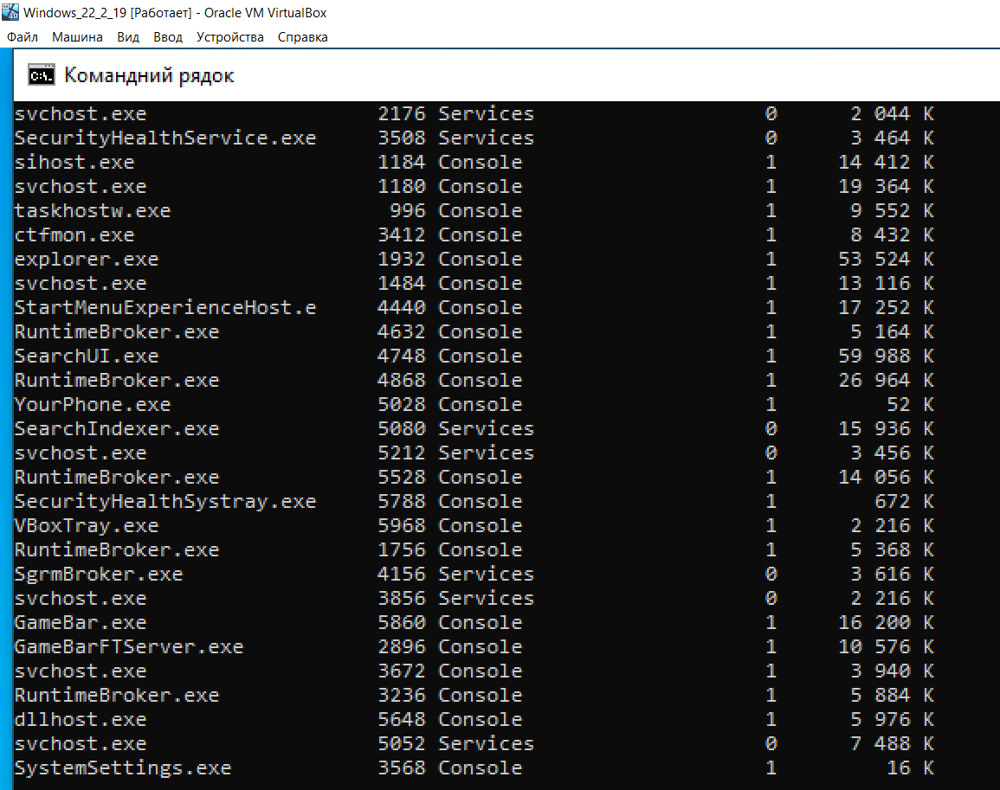 Windows_22_2_19 [Работает] - Oracle VM VirtualBox
Файл Машина Вид Ввод Устройства Справка
Командний рядок
svchost.exe 2176 Services 0 2 044 K
SecurityHealthService.exe 3508 Services 0 3 464 K
sihost.exe 1184 Console 1 14 412 K
svchost.exe 1180 Console 1 19 364 K
taskhostw.exe 996 Console 1 9 552 K
ctfmon.exe 3412 Console 1 8 432 K
explorer.exe 1932 Console 1 53 524 K
svchost.exe 1484 Console 1 13 116 K
StartMenuExperienceHost.e 4440 Console 1 17 252 K
RuntimeBroker.exe 4632 Console 1 5 164 K
SearchUI.exe 4748 Console 1 59 988 K
RuntimeBroker.exe 4868 Console 1 26 964 K
YourPhone.exe 5028 Console 1 52 K
SearchIndexer.exe 5080 Services 0 15 936 K
svchost.exe 5212 Services 0 3 456 K
RuntimeBroker.exe 5528 Console 1 14 056 K
SecurityHealthSystray.exe 5788 Console 1 672 K
VBoxTray.exe 5968 Console 1 2 216 K
RuntimeBroker.exe 1756 Console 1 5 368 K
SgrmBroker.exe 4156 Services 0 3 616 K
svchost.exe 3856 Services 0 2 216 K
GameBar.exe 5860 Console 1 16 200 K
GameBarFTServer.exe 2896 Console 1 10 576 K
svchost.exe 3672 Console 1 3 940 K
RuntimeBroker.exe 3236 Console 1 5 884 K
dllhost.exe 5648 Console 1 5 976 K
svchost.exe 5052 Services 0 7 488 K
SystemSettings.exe 3568 Console 1 16 K